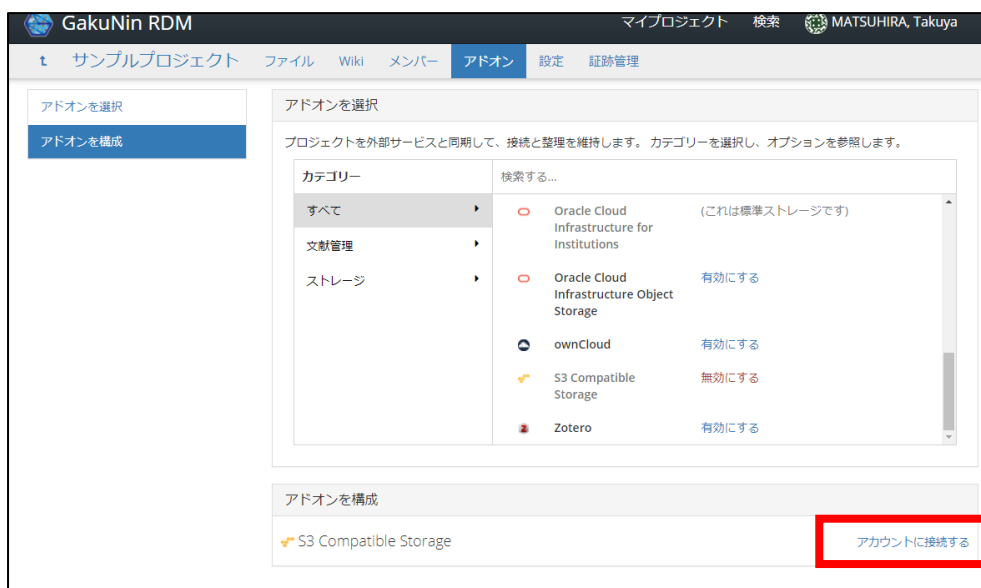 GakuNin RDM
マイプロジェクト 検索 MATSUHIRA, Takuya
サンプルプロジェクト ファイル Wiki メンバー アドオン 設定 証跡管理
アドオンを選択
アドオンを構成
アドオンを選択
プロジェクトを外部サービスと同期して、接続と整理を維持します。 カテゴリーを選択し、オプションを参照します。
カテゴリー
すべて
文献管理
ストレージ
検索する...
Oracle Cloud
Infrastructure for
Institutions
(これは標準ストレージです)
Oracle Cloud
Infrastructure Object
Storage
有効にする
ownCloud 有効にする
S3 Compatible
Storage
無効にする
Zotero 有効にする
アドオンを構成
S3 Compatible Storage アカウントに接続する